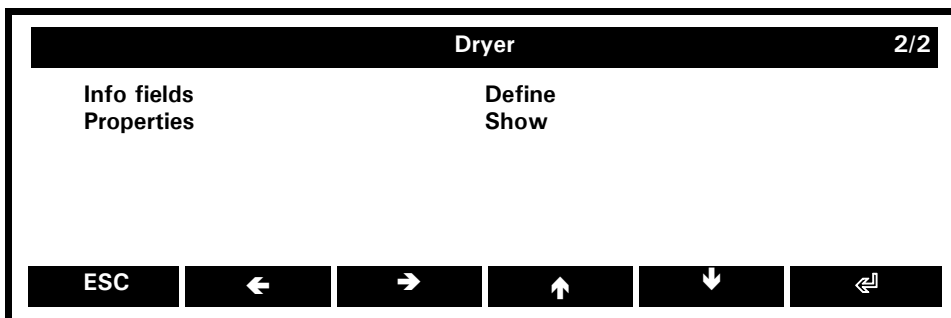 Dryer 2/2
Info fields Define
Properties Show
ESC ← → ↑ ↓ ⏎